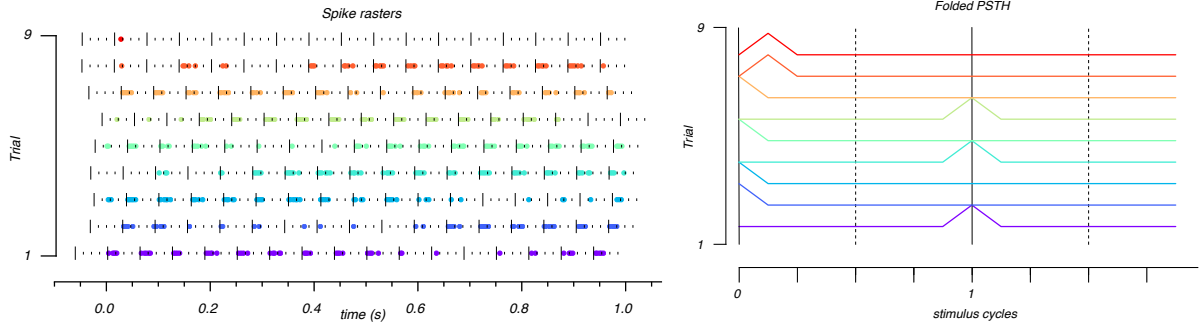 Spike rasters
9
Trial
1
0.0 0.2 0.4 0.6 0.8 1.0
time (s)
Folded PSTH
9
Trial
1
0 1
stimulus cycles